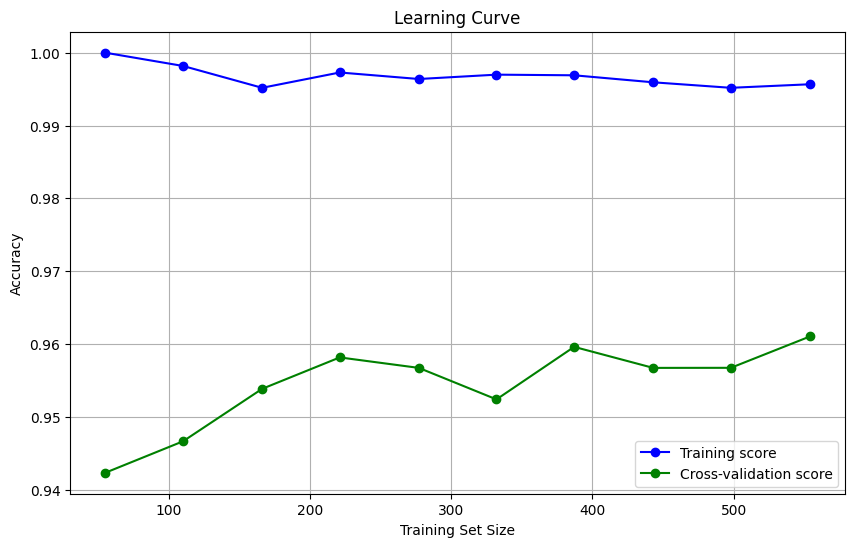 Learning Curve
1.00
0.99
0.98
0.97
0.96
0.95
0.94
Accuracy
Training score
Cross-validation score
100 200 300 400 500
Training Set Size